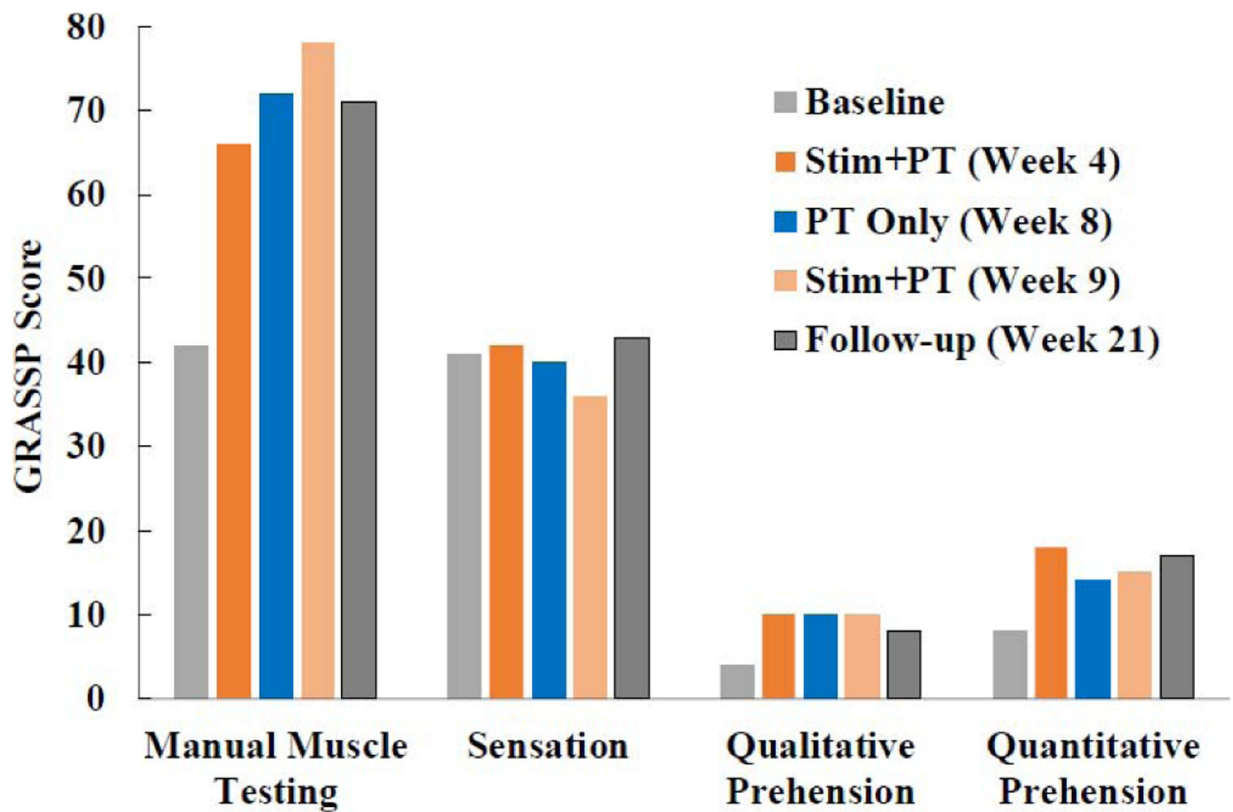 80
70
60
50
40
30
20
10
0
GRASSP Score
Baseline
Stim+PT (Week 4)
PT Only (Week 8)
Stim+PT (Week 9)
Follow-up (Week 21)
Manual Muscle
Testing
Sensation
Qualitative
Prehension
Quantitative
Prehension